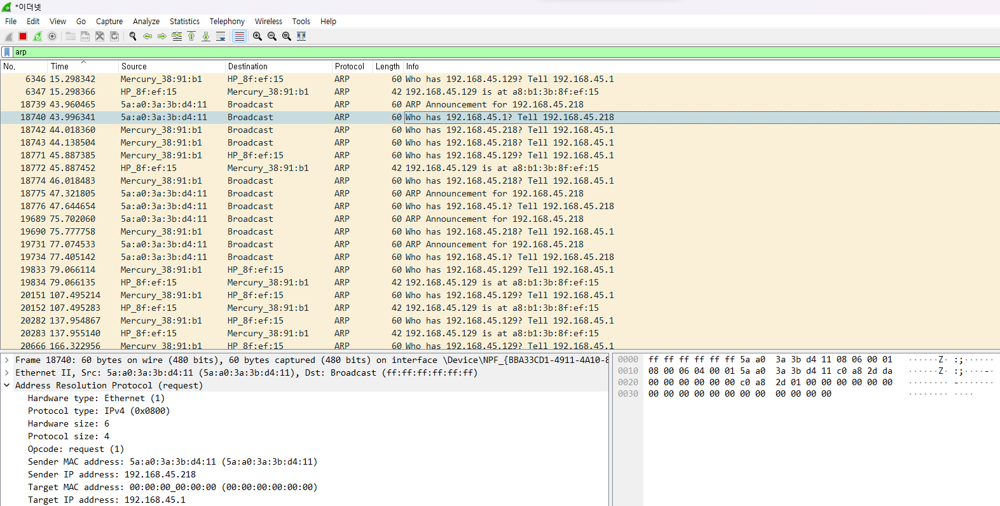 *이더넷
File Edit View Go Capture Analyze Statistics Telephony Wireless Tools Help
arp
No. Time Source Destination Protocol Length Info
6346 15.298342 Mercury_38:91:b1 HP_8f:ef:15 ARP 60 Who has 192.168.45.129? Tell 192.168.45.1
6347 15.298366 HP_8f:ef:15 Mercury_38:91:b1 ARP 42 192.168.45.129 is at a8:b1:3b:8f:ef:15
18739 43.960465 5a:a0:3a:3b:d4:11 Broadcast ARP 60 ARP Announcement for 192.168.45.218
18740 43.996341 5a:a0:3a:3b:d4:11 Broadcast ARP 60 Who has 192.168.45.1? Tell 192.168.45.218
18742 44.018360 Mercury_38:91:b1 Broadcast ARP 60 Who has 192.168.45.218? Tell 192.168.45.1
18743 44.138504 Mercury_38:91:b1 Broadcast ARP 60 Who has 192.168.45.218? Tell 192.168.45.1
18771 45.887385 Mercury_38:91:b1 HP_8f:ef:15 ARP 60 Who has 192.168.45.129? Tell 192.168.45.1
18772 45.887452 HP_8f:ef:15 Mercury_38:91:b1 ARP 42 192.168.45.129 is at a8:b1:3b:8f:ef:15
18774 46.018483 Mercury_38:91:b1 Broadcast ARP 60 Who has 192.168.45.218? Tell 192.168.45.1
18775 47.321805 5a:a0:3a:3b:d4:11 Broadcast ARP 60 ARP Announcement for 192.168.45.218
18776 47.644654 5a:a0:3a:3b:d4:11 Broadcast ARP 60 Who has 192.168.45.1? Tell 192.168.45.218
19689 75.702060 5a:a0:3a:3b:d4:11 Broadcast ARP 60 ARP Announcement for 192.168.45.218
19690 75.777758 Mercury_38:91:b1 Broadcast ARP 60 Who has 192.168.45.218? Tell 192.168.45.1
19731 77.074533 5a:a0:3a:3b:d4:11 Broadcast ARP 60 ARP Announcement for 192.168.45.218
19734 77.405142 5a:a0:3a:3b:d4:11 Broadcast ARP 60 Who has 192.168.45.1? Tell 192.168.45.218
19833 79.066114 Mercury_38:91:b1 HP_8f:ef:15 ARP 60 Who has 192.168.45.129? Tell 192.168.45.1
19834 79.066135 HP_8f:ef:15 Mercury_38:91:b1 ARP 42 192.168.45.129 is at a8:b1:3b:8f:ef:15
20151 107.495214 Mercury_38:91:b1 HP_8f:ef:15 ARP 60 Who has 192.168.45.129? Tell 192.168.45.1
20152 107.495283 HP_8f:ef:15 Mercury_38:91:b1 ARP 42 192.168.45.129 is at a8:b1:3b:8f:ef:15
20282 137.954867 Mercury_38:91:b1 HP_8f:ef:15 ARP 60 Who has 192.168.45.129? Tell 192.168.45.1
20283 137.955140 HP_8f:ef:15 Mercury_38:91:b1 ARP 42 192.168.45.129 is at a8:b1:3b:8f:ef:15
20666 166.322956 Mercury_38:91:b1 HP_8f:ef:15 ARP 60 Who has 192.168.45.129? Tell 192.168.45.1
Frame 18740: 60 bytes on wire (480 bits), 60 bytes captured (480 bits) on interface \Device\NPF_{BBA33CD1-4911-4A10-8
Ethernet II, Src: 5a:a0:3a:3b:d4:11 (5a:a0:3a:3b:d4:11), Dst: Broadcast (ff:ff:ff:ff:ff:ff)
Address Resolution Protocol (request)
Hardware type: Ethernet (1)
Protocol type: IPv4 (0x0800)
Hardware size: 6
Protocol size: 4
Opcode: request (1)
Sender MAC address: 5a:a0:3a:3b:d4:11 (5a:a0:3a:3b:d4:11)
Sender IP address: 192.168.45.218
Target MAC address: 00:00:00_00:00:00 (00:00:00:00:00:00)
Target IP address: 192.168.45.1
0000 ff ff ff ff ff ff 5a a0 3a 3b d4 11 08 06 00 01 ······Z· :;······
0010 08 00 06 04 00 01 5a a0 3a 3b d4 11 c0 a8 2d da ······Z· :;····-·
0020 00 00 00 00 00 00 c0 a8 2d 01 00 00 00 00 00 00 ········ -·······
0030 00 00 00 00 00 00 00 00 00 00 00 00 ········ ····